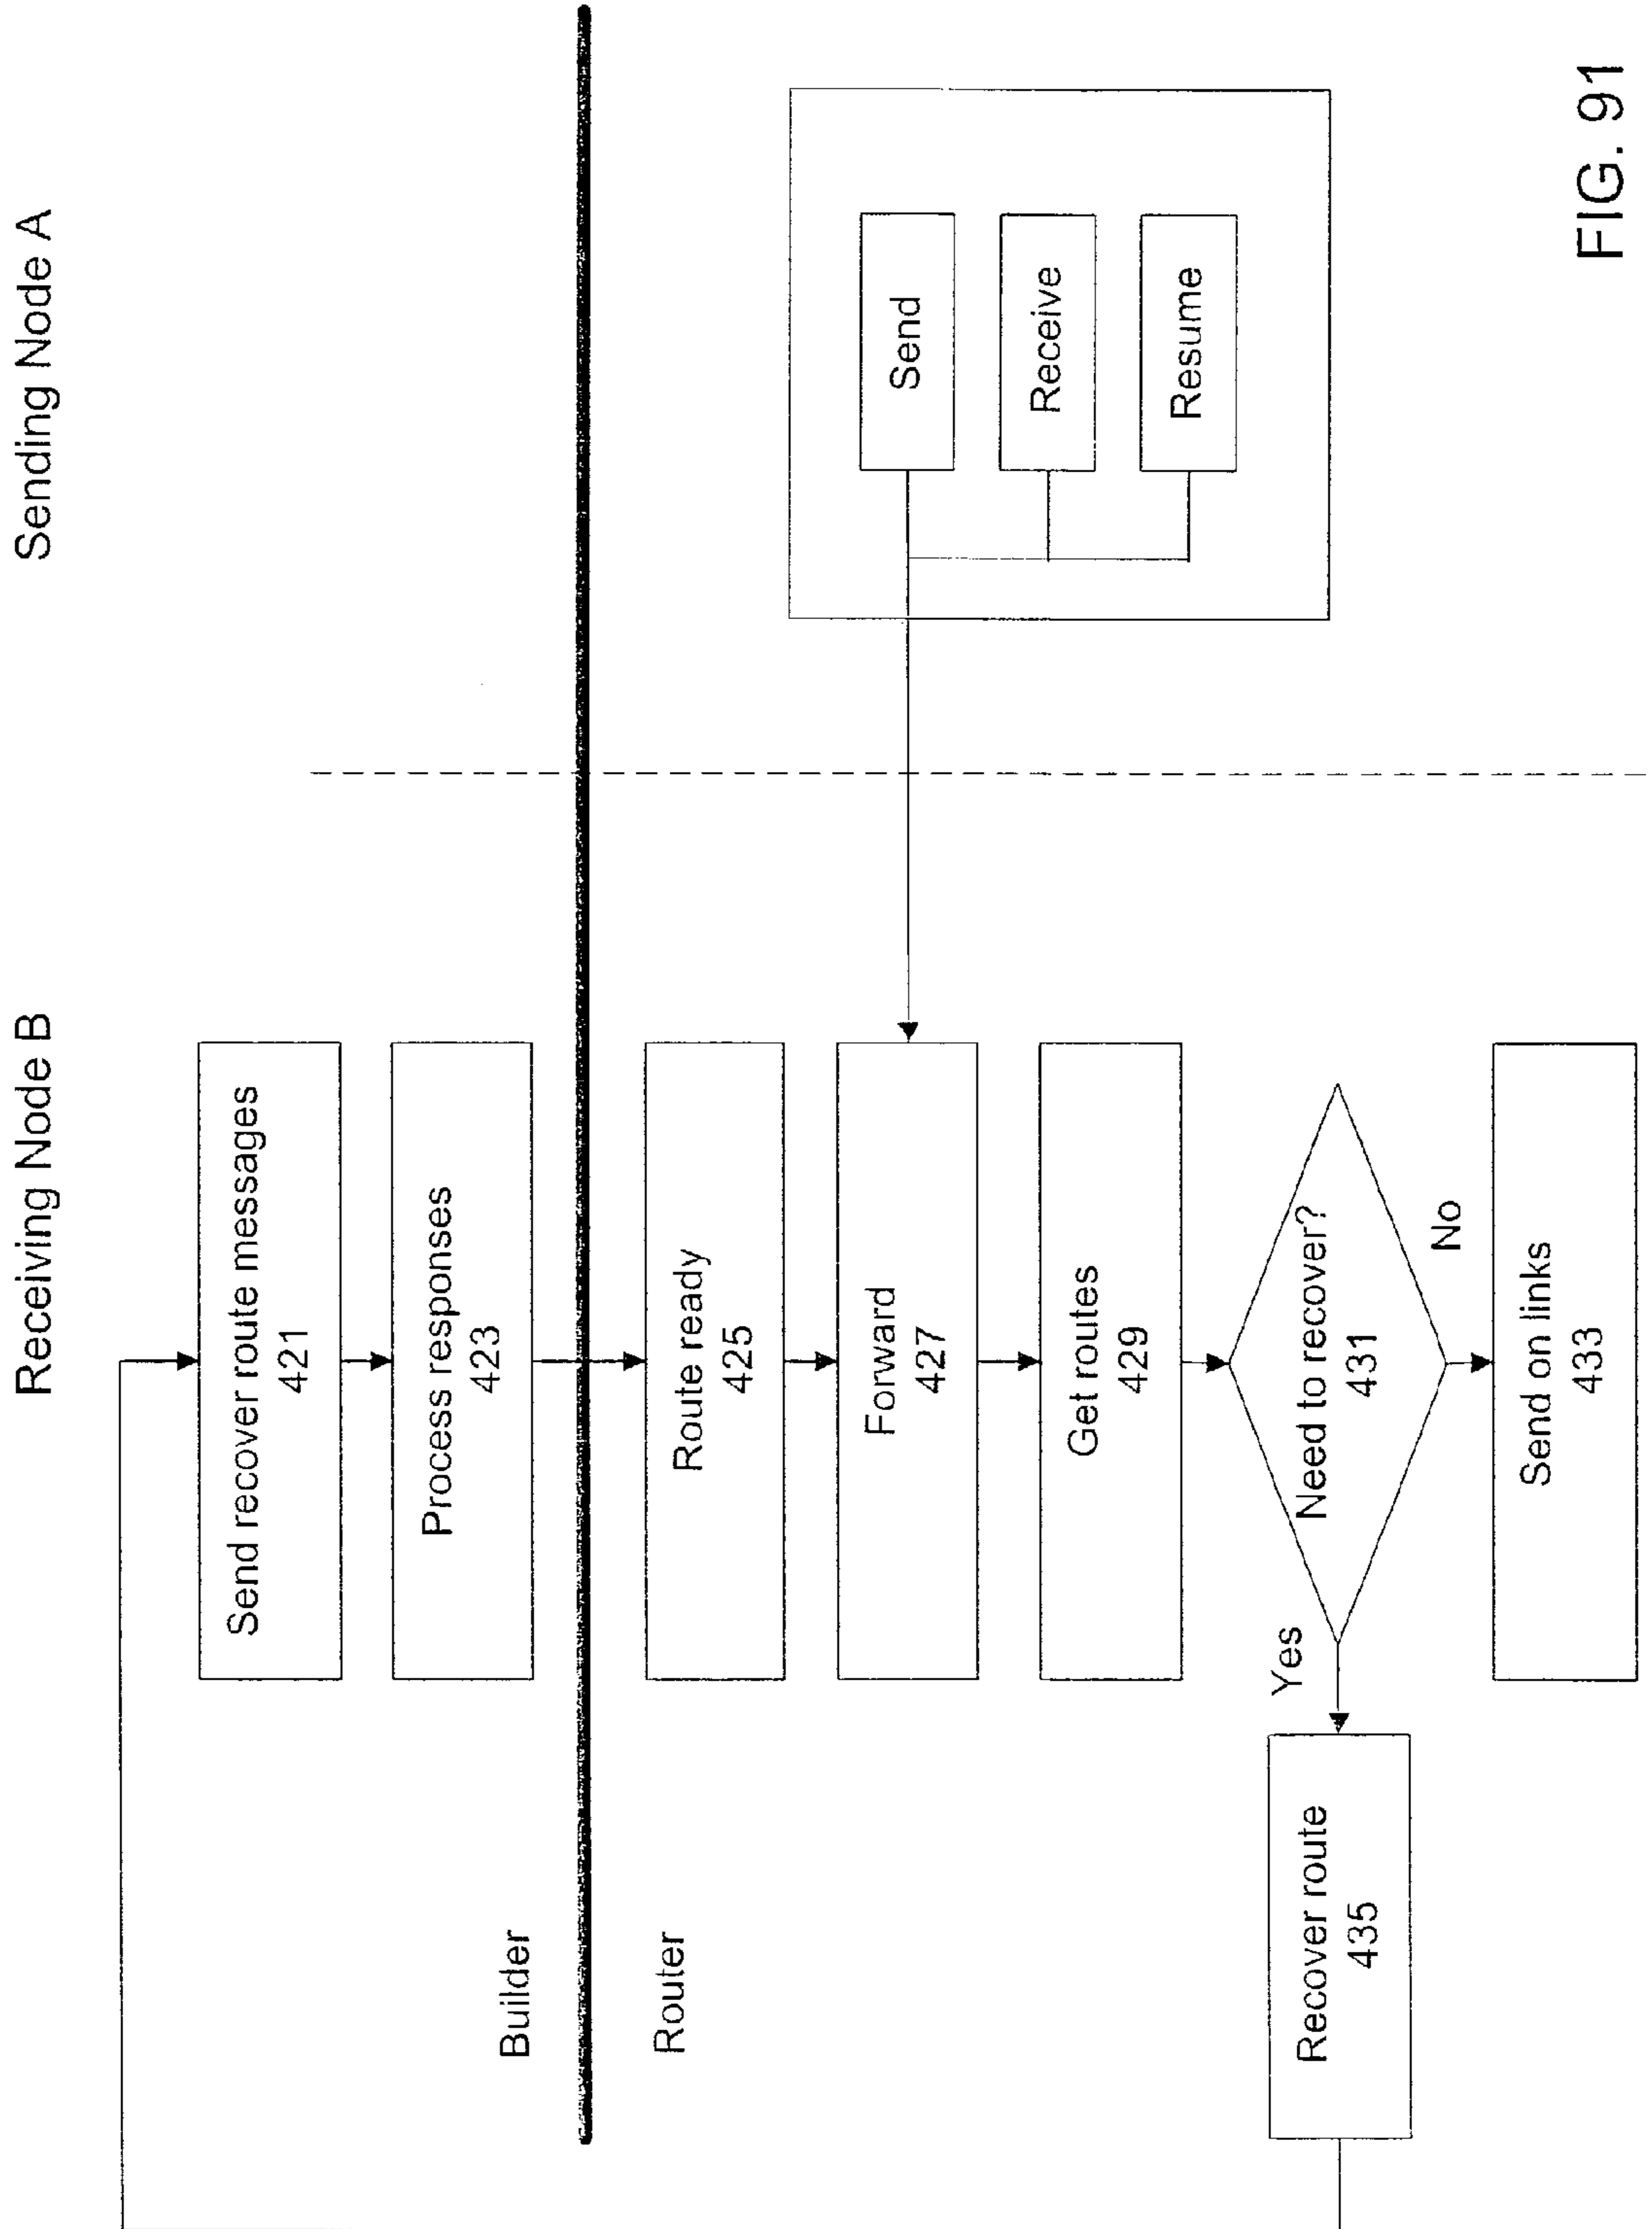 Receiving Node B
Sending Node A
Send recover route messages
421
Process responses
423
Builder
Router
Route ready
425
Forward
427
Send
Receive
Resume
Get routes
429
Need to recover?
431
Yes
No
Recover route
435
Send on links
433
FIG. 91